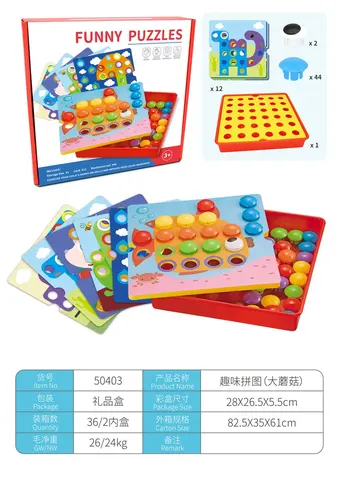 FUNNY PUZZLES
3+
x 2
x 44
x 12
x 1
货号
Item No
50403
产品名称
Product Name
趣味拼图(大蘑菇)
包装
Package
礼品盒
彩盒尺寸
Package Size
28X26.5X5.5cm
装箱数
Quantity
36/2内盒
外箱规格
Carton Size
82.5X35X61cm
毛净重
GW/NW
26/24kg
备注
Remark